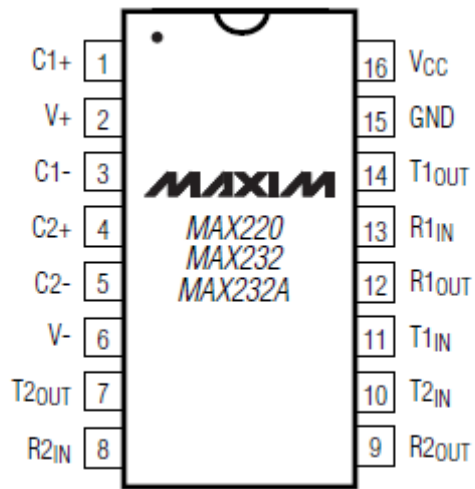 C1+ 1
V+ 2
C1- 3
C2+ 4
C2- 5
V- 6
T2OUT 7
R2IN 8
MAXIM
MAX220
MAX232
MAX232A
16 VCC
15 GND
14 T1OUT
13 R1IN
12 R1OUT
11 T1IN
10 T2IN
9 R2OUT